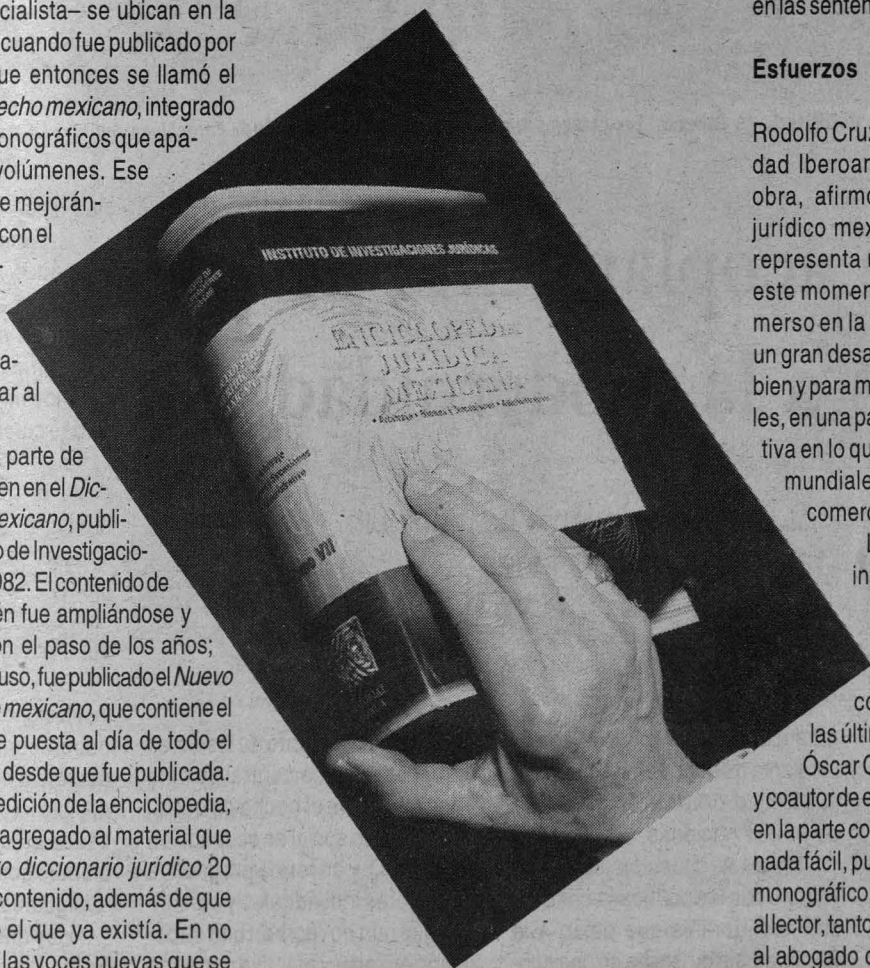 cialista– se ubican en la
cuando fue publicado por
ue entonces se llamó el
echo mexicano, integrado
onográficos que apa-
volúmenes. Ese
e mejorán-
con el
a-
ar al
parte de
en en el Dic-
exicano, publi-
o de Investigacio-
982. El contenido de
én fue ampliándose y
on el paso de los años;
uso, fue publicado el Nuevo
mexicano, que contiene el
e puesta al día de todo el
desde que fue publicada.
edición de la enciclopedia,
agregado al material que
o diccionario jurídico 20
contenido, además de que
el que ya existía. En no
las voces nuevas que se
INSTITUTO DE INVESTIGACIONES JURÍDICAS
ENCICLOPEDIA
JURÍDICA
MEXICANA
VII
en las senten
Esfuerzos
Rodolfo Cruz
dad Iberoar
obra, afirmó
jurídico mex
representa u
este momen
merso en la
un gran desa
bien y para m
les, en una pa
tiva en lo qu
mundiale
comerc
in
co
las últin
Óscar C
y coautor de e
en la parte co
nada fácil, pu
monográfico
al lector, tanto
al abogado c